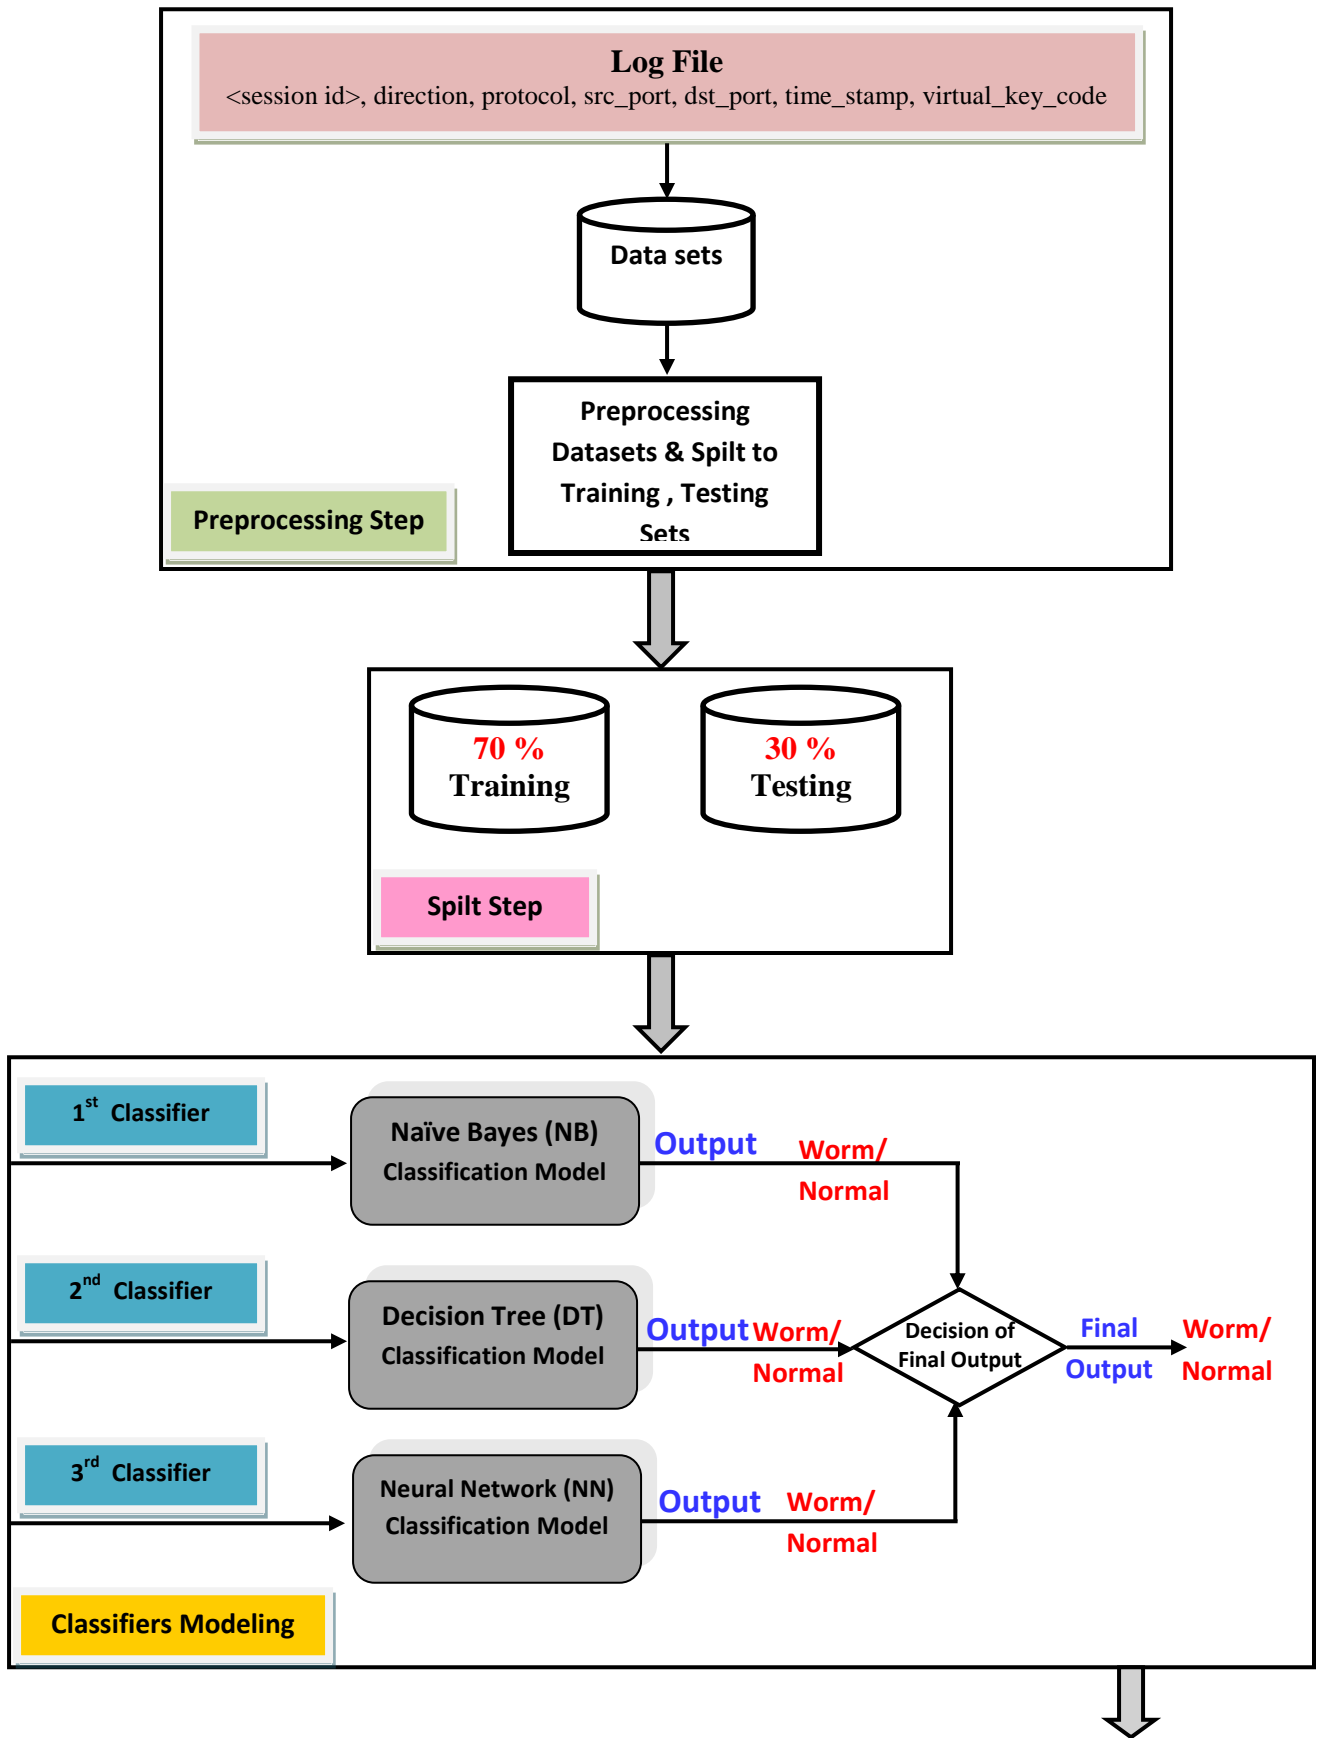 Log File
<session id>, direction, protocol, src_port, dst_port, time_stamp, virtual_key_code
Data sets
Preprocessing
Datasets & Spilt to
Training , Testing
Sets
Preprocessing Step
70 %
Training
30 %
Testing
Spilt Step
1st Classifier
Naïve Bayes (NB)
Classification Model
Output
Worm/
Normal
2nd Classifier
Decision Tree (DT)
Classification Model
Output
Worm/
Normal
Decision of
Final Output
Final
Output
Worm/
Normal
3rd Classifier
Neural Network (NN)
Classification Model
Output
Worm/
Normal
Classifiers Modeling